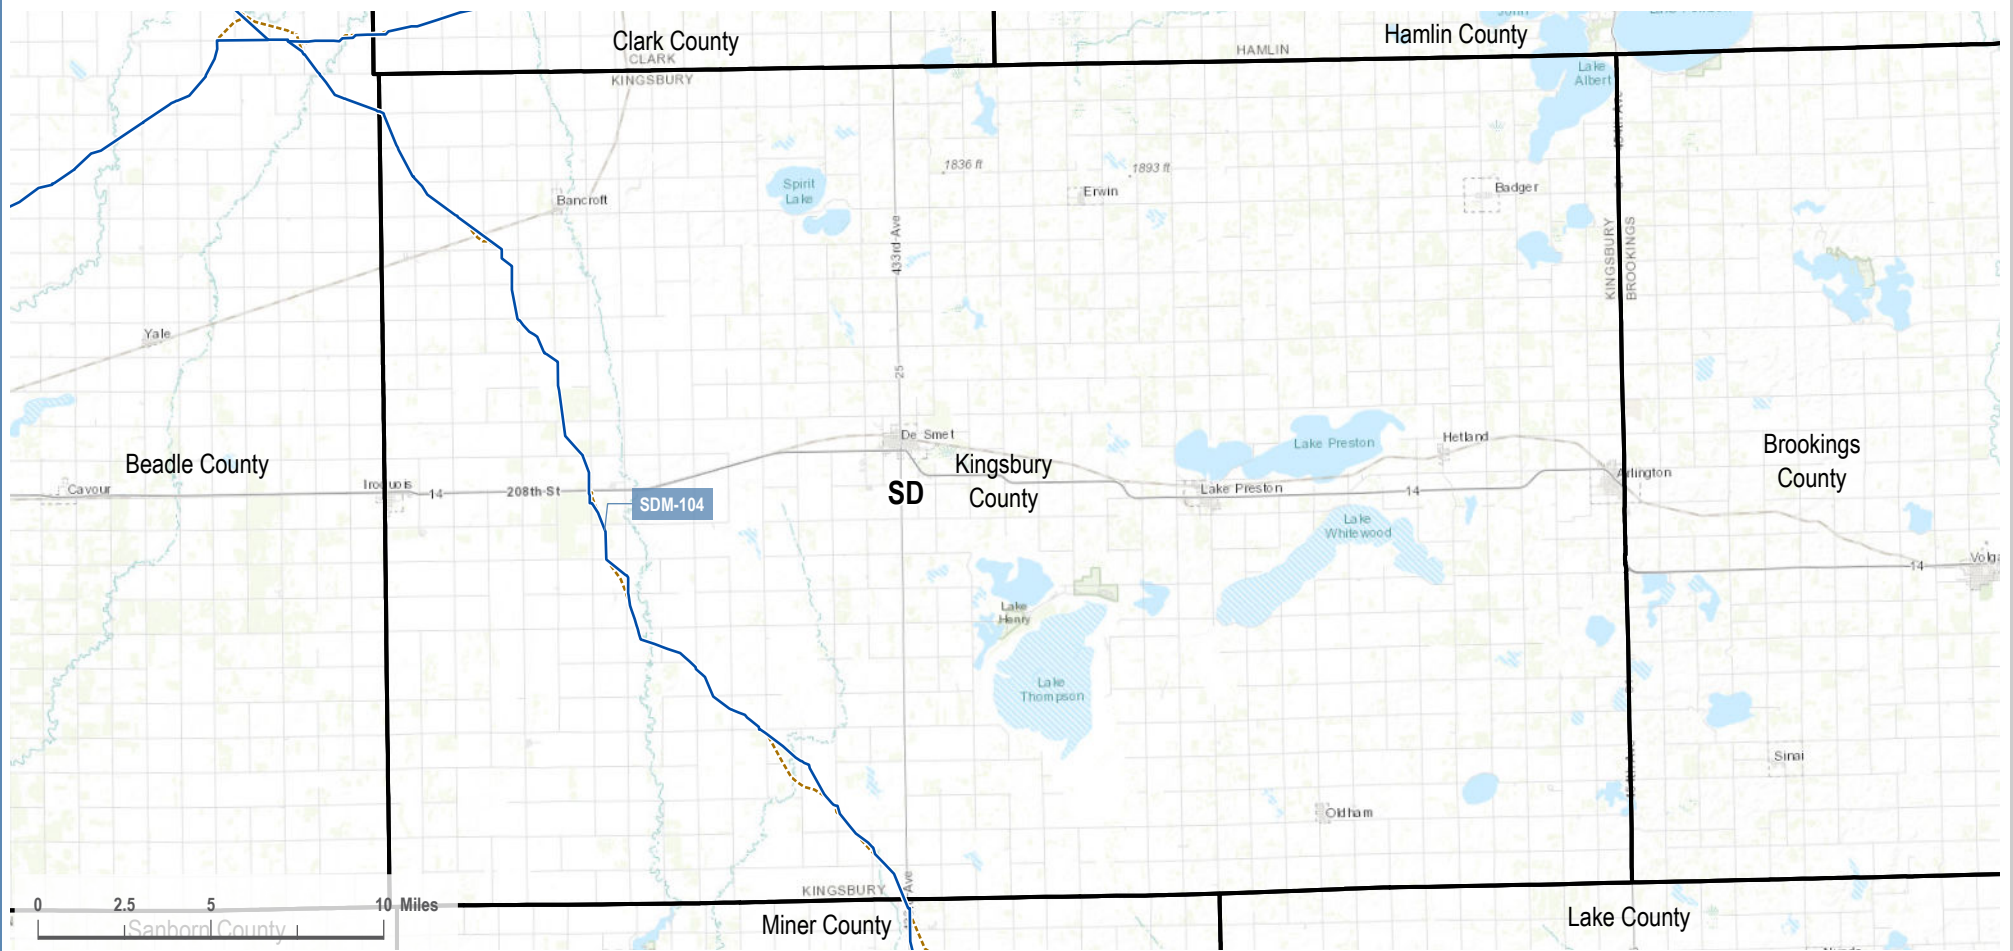 John
Clark County
Hamlin County
CLARK
HAMLIN
KINGSBURY
Lake
Albert
1836 ft
1893 ft
Spirit
Lake
Erwin
Badger
Bancroft
433rd-Ave
KINGSBURY
BROOKINGS
Yale
25
De Smet
Lake Preston
Hetland
Beadle County
Kingsbury
County
Brookings
County
Cavour
Iroquois
14
208th-St
SD
SDM-104
Lake Preston
14
Arlington
Lake
Whitewood
14
Lake
Henry
Lake
Thompson
Sinai
Oldham
KINGSBURY
Ave
0 2.5 5 10 Miles
Sanborn County
Miner County
Lake County